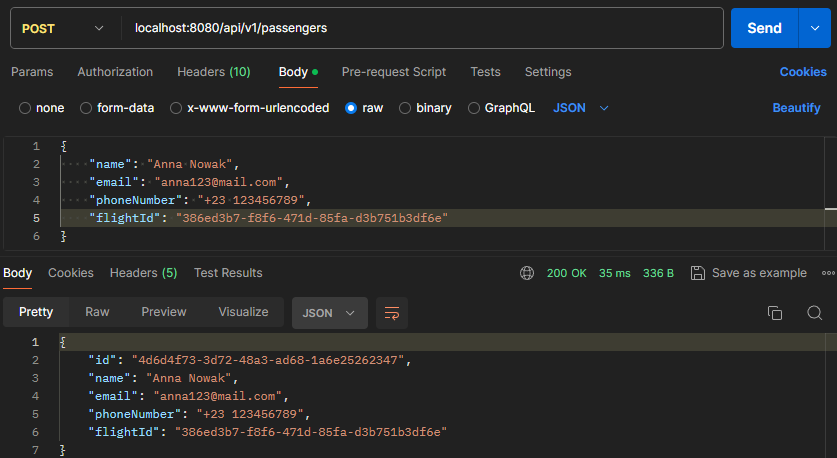 POST localhost:8080/api/v1/passengers Send
Params Authorization Headers (10) Body Pre-request Script Tests Settings Cookies
none form-data x-www-form-urlencoded raw binary GraphQL JSON Beautify
1 {
2 "name": "Anna Nowak",
3 "email": "anna123@mail.com",
4 "phoneNumber": "+23 123456789",
5 "flightId": "386ed3b7-f8f6-471d-85fa-d3b751b3df6e"
6 }
Body Cookies Headers (5) Test Results 200 OK 35 ms 336 B Save as example
Pretty Raw Preview Visualize JSON
1 {
2 "id": "4d6d4f73-3d72-48a3-ad68-1a6e25262347",
3 "name": "Anna Nowak",
4 "email": "anna123@mail.com",
5 "phoneNumber": "+23 123456789",
6 "flightId": "386ed3b7-f8f6-471d-85fa-d3b751b3df6e"
7 }